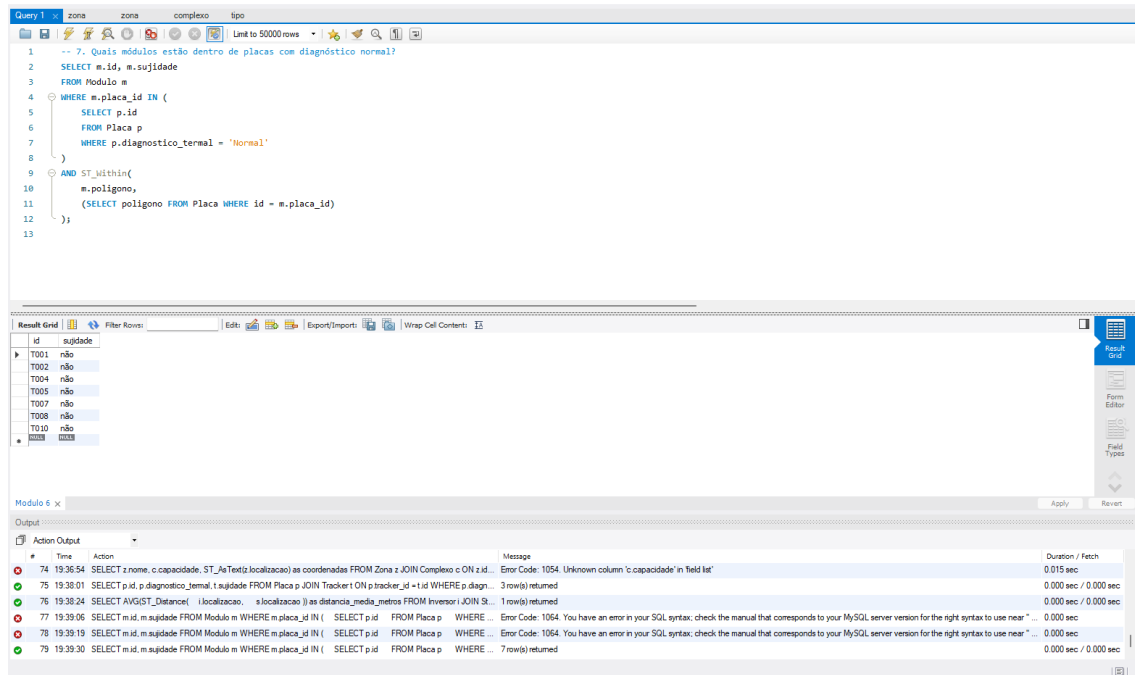 Query 1 × zona zona complexo tipo
Limit to 50000 rows
1 -- 7. Quais módulos estão dentro de placas com diagnóstico normal?
2 SELECT m.id, m.sujidade
3 FROM Modulo m
4 WHERE m.placa_id IN (
5 SELECT p.id
6 FROM Placa p
7 WHERE p.diagnostico_termal = 'Normal'
8 )
9 AND ST_Within(
10 m.poligono,
11 (SELECT poligono FROM Placa WHERE id = m.placa_id)
12 );
13
Result Grid Filter Rows: Edit: Export/Import: Wrap Cell Content:
id sujidade
T001 não
T002 não
T004 não
T005 não
T007 não
T008 não
T010 não
NULL NULL
Result
Grid
Form
Editor
Field
Types
Modulo 6 × Apply Revert
Output
Action Output
# Time Action Message Duration / Fetch
74 19:36:54 SELECT z.nome, c.capacidade, ST_AsText(z.localizacao) as coordenadas FROM Zona z JOIN Complexo c ON z.id... Error Code: 1054. Unknown column 'c.capacidade' in 'field list' 0.015 sec
75 19:38:01 SELECT p.id, p.diagnostico_termal, t.sujidade FROM Placa p JOIN Tracker t ON p.tracker_id = t.id WHERE p.diagn... 3 row(s) returned 0.000 sec / 0.000 sec
76 19:38:24 SELECT AVG(ST_Distance( i.localizacao, s.localizacao )) as distancia_media_metros FROM Inversor i JOIN St... 1 row(s) returned 0.000 sec / 0.000 sec
77 19:39:06 SELECT m.id, m.sujidade FROM Modulo m WHERE m.placa_id IN ( SELECT p.id FROM Placa p WHERE ... Error Code: 1064. You have an error in your SQL syntax; check the manual that corresponds to your MySQL server version for the right syntax to use near '' ... 0.000 sec
78 19:39:19 SELECT m.id, m.sujidade FROM Modulo m WHERE m.placa_id IN ( SELECT p.id FROM Placa p WHERE ... Error Code: 1064. You have an error in your SQL syntax; check the manual that corresponds to your MySQL server version for the right syntax to use near '' ... 0.000 sec
79 19:39:30 SELECT m.id, m.sujidade FROM Modulo m WHERE m.placa_id IN ( SELECT p.id FROM Placa p WHERE ... 7 row(s) returned 0.000 sec / 0.000 sec